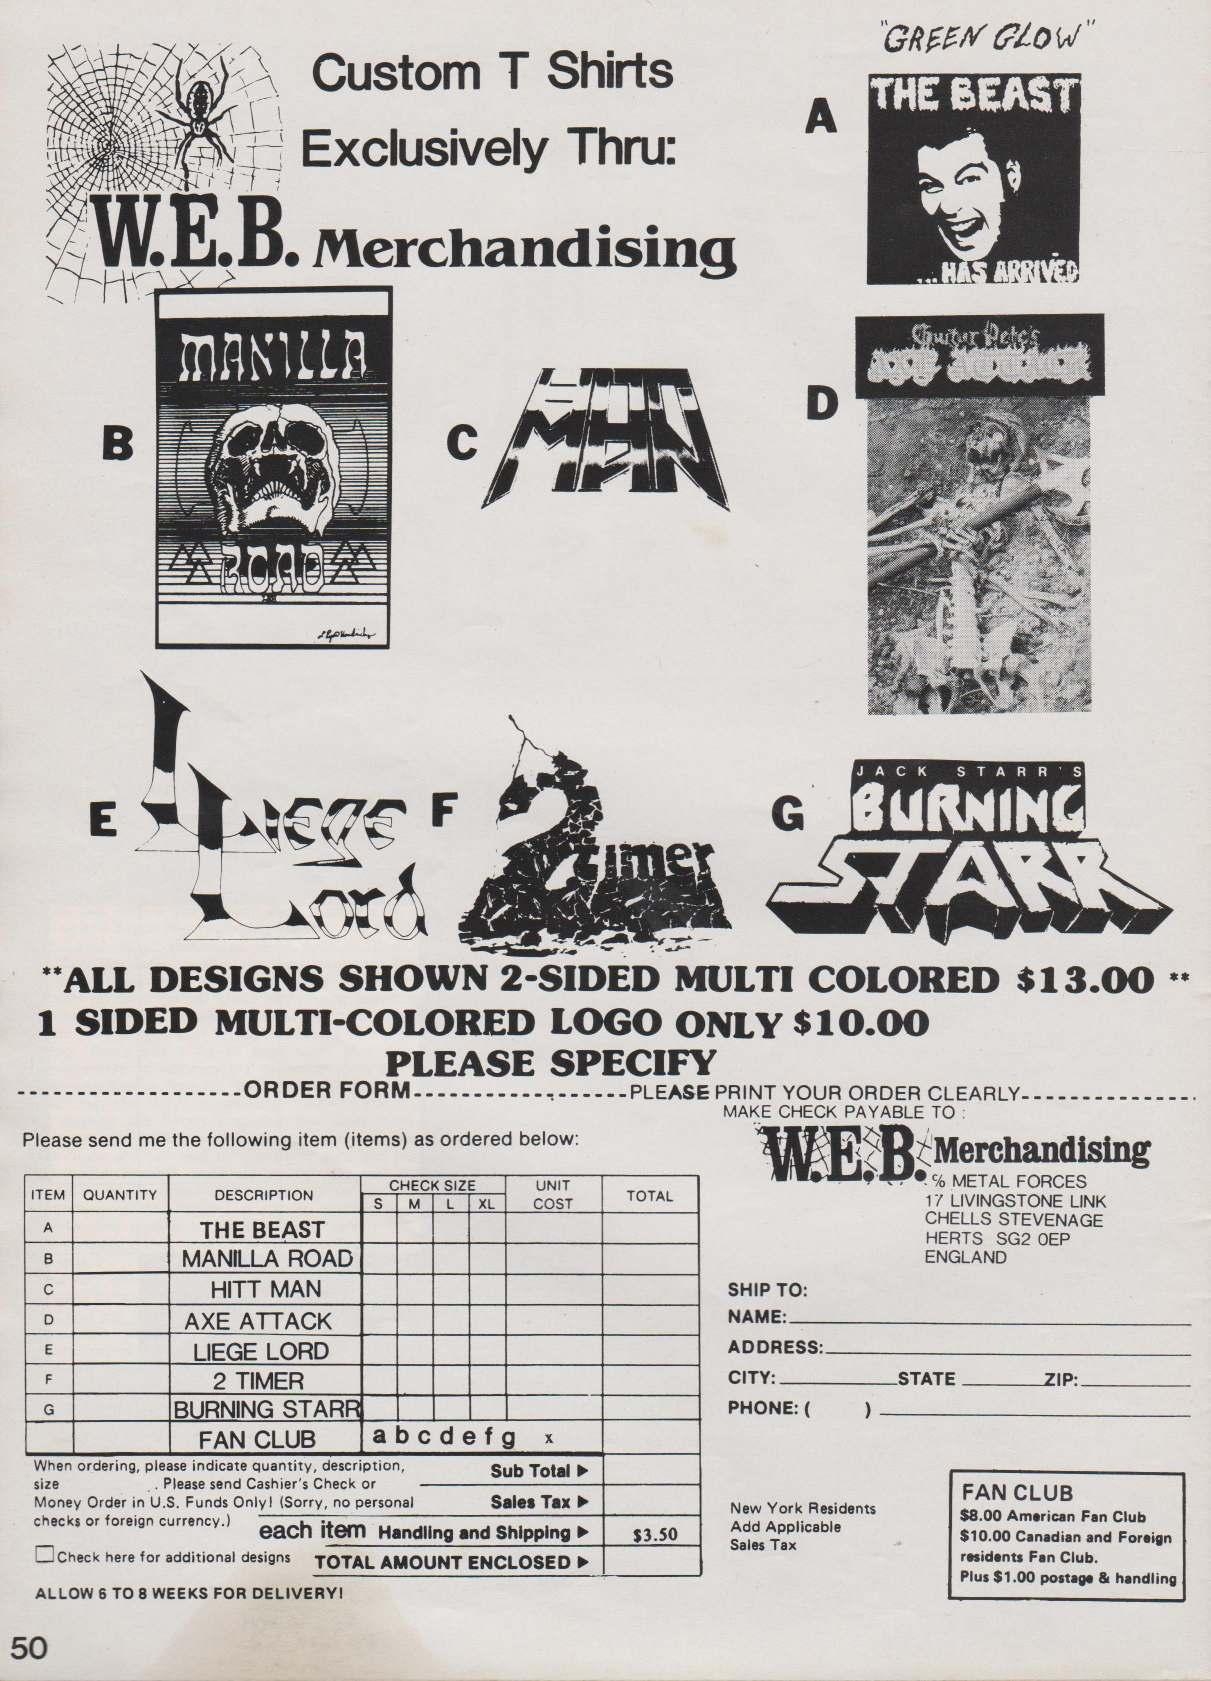 "GREEN GLOW"
Custom T Shirts
Exclusively Thru:
W.E.B. Merchandising
A
THE BEAST
...HAS ARRIVED
B
MANILLA
ROAD
C
HITT
MAN
D
Guitar Pete's
AXE ATTACK
E
Liege
Lord
F
2 timer
G
JACK STARR'S
BURNING
STARR
**ALL DESIGNS SHOWN 2-SIDED MULTI COLORED $13.00 **
1 SIDED MULTI-COLORED LOGO ONLY $10.00
PLEASE SPECIFY
ORDER FORM PLEASE PRINT YOUR ORDER CLEARLY
MAKE CHECK PAYABLE TO :
W.E.B. Merchandising
℅ METAL FORCES
17 LIVINGSTONE LINK
CHELLS STEVENAGE
HERTS SG2 0EP
ENGLAND
Please send me the following item (items) as ordered below:
ITEM QUANTITY DESCRIPTION CHECK SIZE UNIT COST TOTAL
S M L XL
A THE BEAST
B MANILLA ROAD
C HITT MAN
D AXE ATTACK
E LIEGE LORD
F 2 TIMER
G BURNING STARR
FAN CLUB a b c d e f g x
When ordering, please indicate quantity, description,
size . . Please send Cashier's Check or
Money Order in U.S. Funds Only! (Sorry, no personal
checks or foreign currency.)
Sub Total
Sales Tax
each item Handling and Shipping $3.50
Check here for additional designs
TOTAL AMOUNT ENCLOSED
ALLOW 6 TO 8 WEEKS FOR DELIVERY!
SHIP TO:
NAME:
ADDRESS:
CITY: STATE ZIP:
PHONE: ( )
New York Residents
Add Applicable
Sales Tax
FAN CLUB
$8.00 American Fan Club
$10.00 Canadian and Foreign
residents Fan Club.
Plus $1.00 postage & handling
50